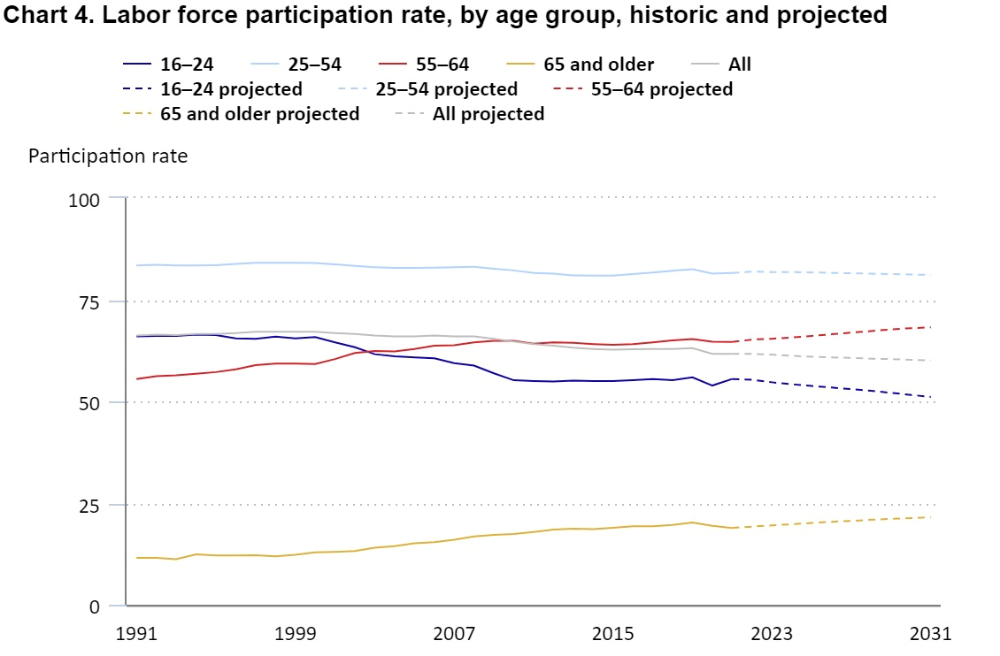 Chart 4. Labor force participation rate, by age group, historic and projected
16–24 25–54 55–64 65 and older All
16–24 projected 25–54 projected 55–64 projected
65 and older projected All projected
Participation rate
100
75
50
25
0
1991 1999 2007 2015 2023 2031